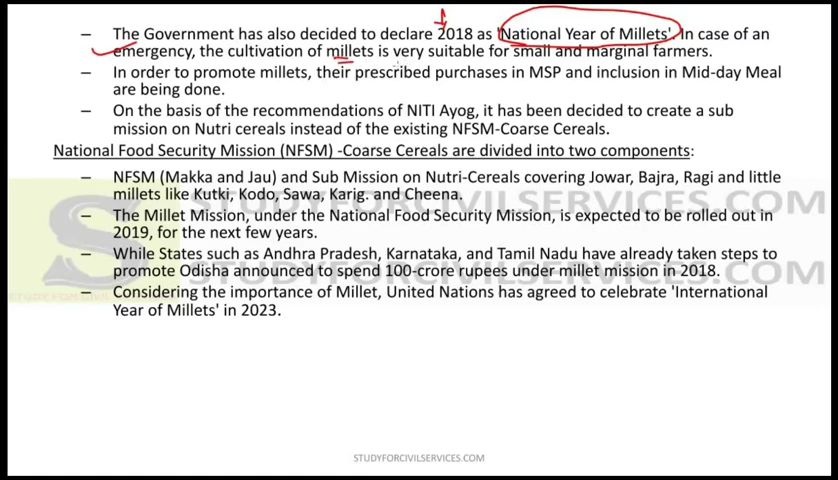 – The Government has also decided to declare 2018 as 'National Year of Millets'. In case of an
emergency, the cultivation of millets is very suitable for small and marginal farmers.
– In order to promote millets, their prescribed purchases in MSP and inclusion in Mid-day Meal
are being done.
– On the basis of the recommendations of NITI Ayog, it has been decided to create a sub
mission on Nutri cereals instead of the existing NFSM-Coarse Cereals.
National Food Security Mission (NFSM) -Coarse Cereals are divided into two components:
– NFSM (Makka and Jau) and Sub Mission on Nutri-Cereals covering Jowar, Bajra, Ragi and little
millets like Kutki, Kodo, Sawa, Karig. and Cheena.
– The Millet Mission, under the National Food Security Mission, is expected to be rolled out in
2019, for the next few years.
– While States such as Andhra Pradesh, Karnataka, and Tamil Nadu have already taken steps to
promote Odisha announced to spend 100-crore rupees under millet mission in 2018.
– Considering the importance of Millet, United Nations has agreed to celebrate 'International
Year of Millets' in 2023.
STUDYFORCIVILSERVICES.COM
STUDYFORCIVILSERVICES.COM
STUDYFORCIVILSERVICES.COM